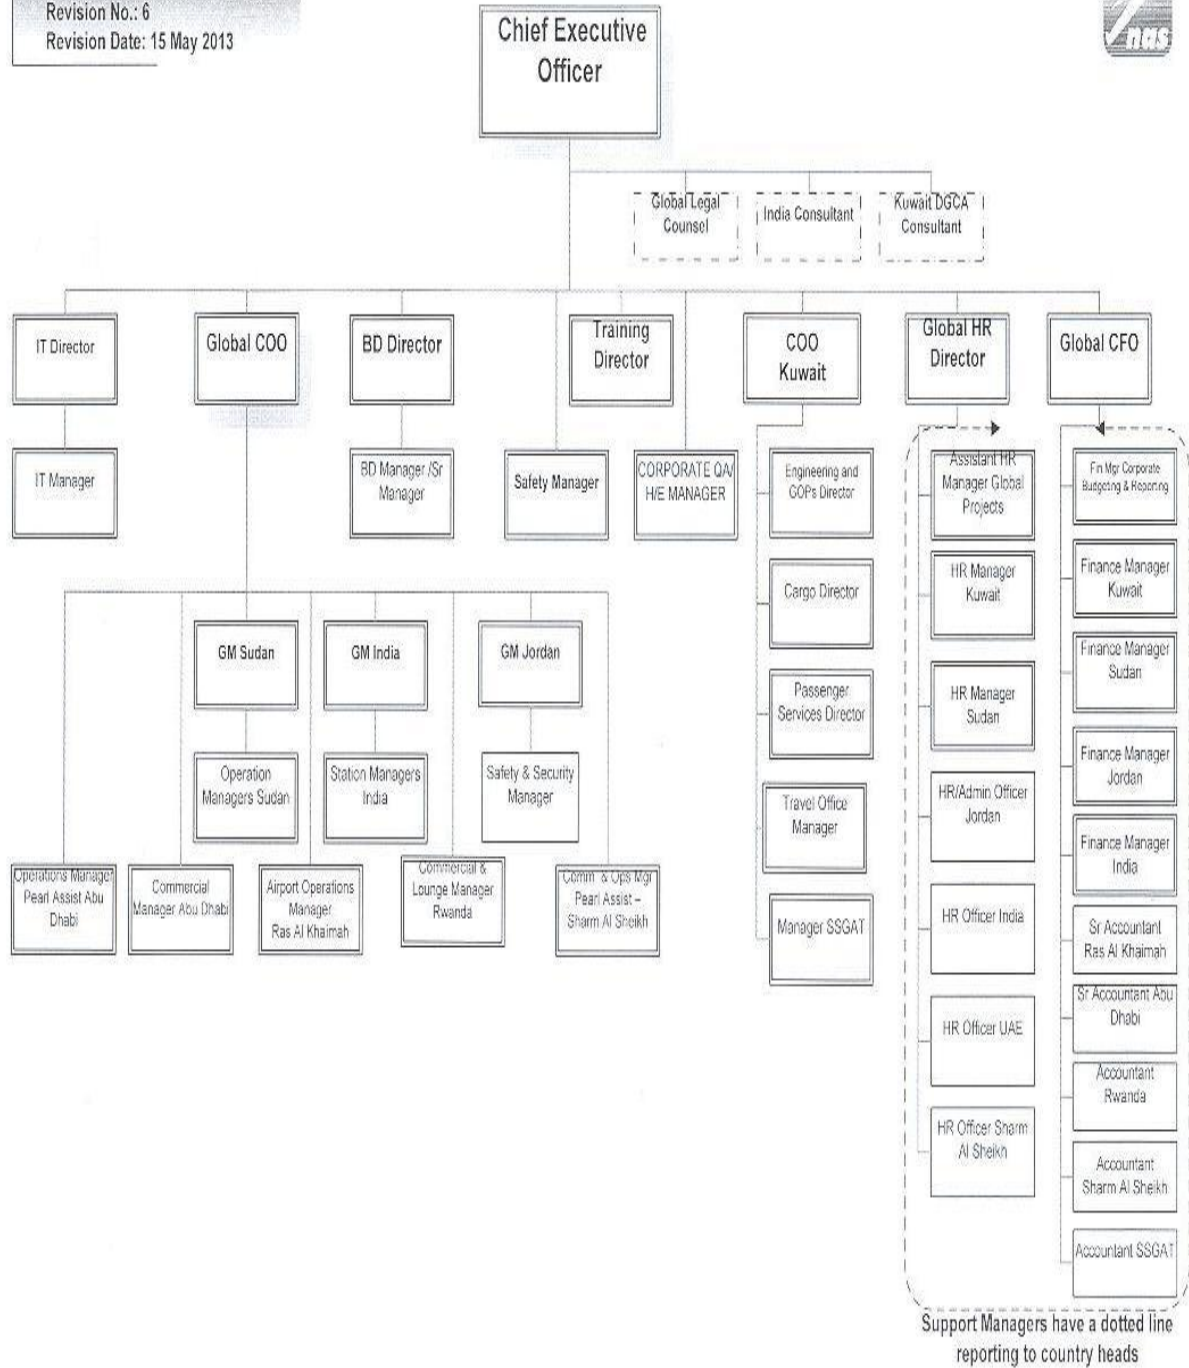 Revision No.: 6
Revision Date: 15 May 2013
nas
Chief Executive
Officer
Global Legal
Counsel
India Consultant
Kuwait DGCA
Consultant
IT Director
Global COO
BD Director
Training
Director
COO
Kuwait
Global HR
Director
Global CFO
IT Manager
BD Manager /Sr
Manager
Safety Manager
CORPORATE QA/
H/E MANAGER
Engineering and
GOPs Director
Assistant HR
Manager Global
Projects
Fin Mgr Corporate
Budgeting & Reporting
Cargo Director
HR Manager
Kuwait
Finance Manager
Kuwait
GM Sudan
GM India
GM Jordan
Passenger
Services Director
HR Manager
Sudan
Finance Manager
Sudan
Operation
Managers Sudan
Station Managers
India
Safety & Security
Manager
Travel Office
Manager
HR/Admin Officer
Jordan
Finance Manager
Jordan
Finance Manager
India
Operations Manager
Pearl Assist Abu
Dhabi
Commercial
Manager Abu Dhabi
Airport Operations
Manager
Ras Al Khaimah
Commercial &
Lounge Manager
Rwanda
Comm. & Ops Mgr
Pearl Assist –
Sharm Al Sheikh
Manager SSGAT
HR Officer India
Sr Accountant
Ras Al Khaimah
HR Officer UAE
Sr Accountant Abu
Dhabi
Accountant
Rwanda
HR Officer Sharm
Al Sheikh
Accountant
Sharm Al Sheikh
Accountant SSGAT
Support Managers have a dotted line
reporting to country heads